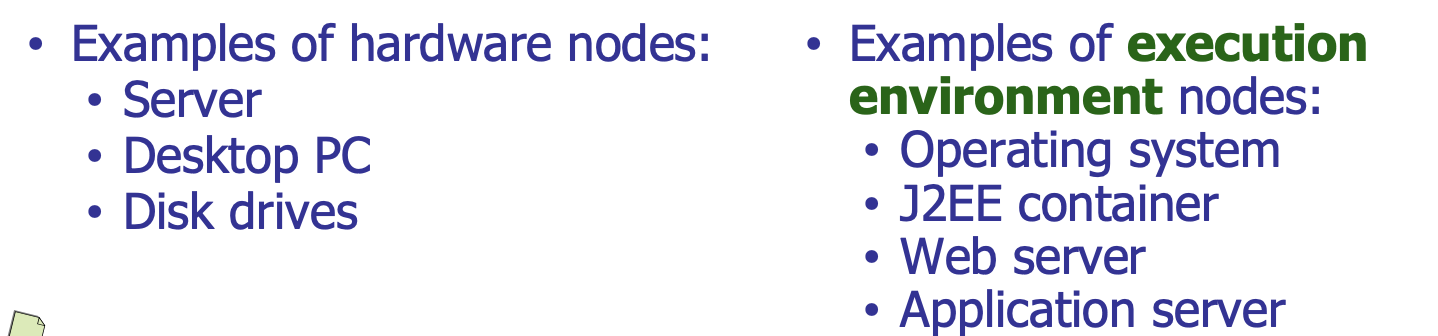 • Examples of hardware nodes:
• Server
• Desktop PC
• Disk drives
• Examples of execution
environment nodes:
• Operating system
• J2EE container
• Web server
• Application server